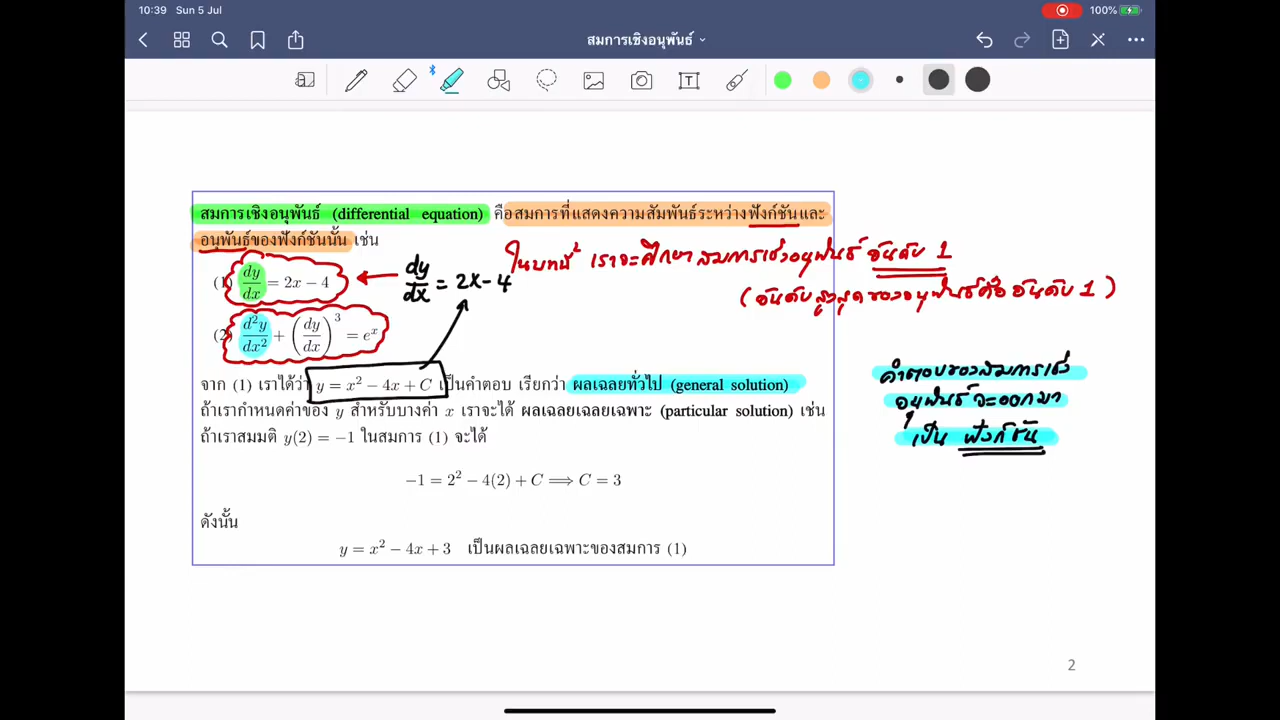 10:39 Sun 5 Jul
100%
สมการเชิงอนุพันธ์
สมการเชิงอนุพันธ์ (differential equation) คือสมการที่แสดงความสัมพันธ์ระหว่างฟังก์ชันและ
อนุพันธ์ของฟังก์ชันนั้น เช่น
ในบทนี้ เราจะศึกษาสมการเชิงอนุพันธ์ อันดับ 1
(1) dy/dx = 2x − 4
dy/dx = 2x − 4
(อันดับสูงสุดของอนุพันธ์คือ อันดับ 1)
(2) d²y/dx² + (dy/dx)³ = eˣ
จาก (1) เราได้ว่า y = x² − 4x + C เป็นคำตอบ เรียกว่า ผลเฉลยทั่วไป (general solution)
ถ้าเรากำหนดค่าของ y สำหรับบางค่า x เราจะได้ ผลเฉลยเฉลยเฉพาะ (particular solution) เช่น
ถ้าเราสมมติ y(2) = −1 ในสมการ (1) จะได้
คำตอบของสมการเชิง
อนุพันธ์จะออกมา
เป็น ฟังก์ชัน
−1 = 2² − 4(2) + C ⟹ C = 3
ดังนั้น
y = x² − 4x + 3 เป็นผลเฉลยเฉพาะของสมการ (1)
2